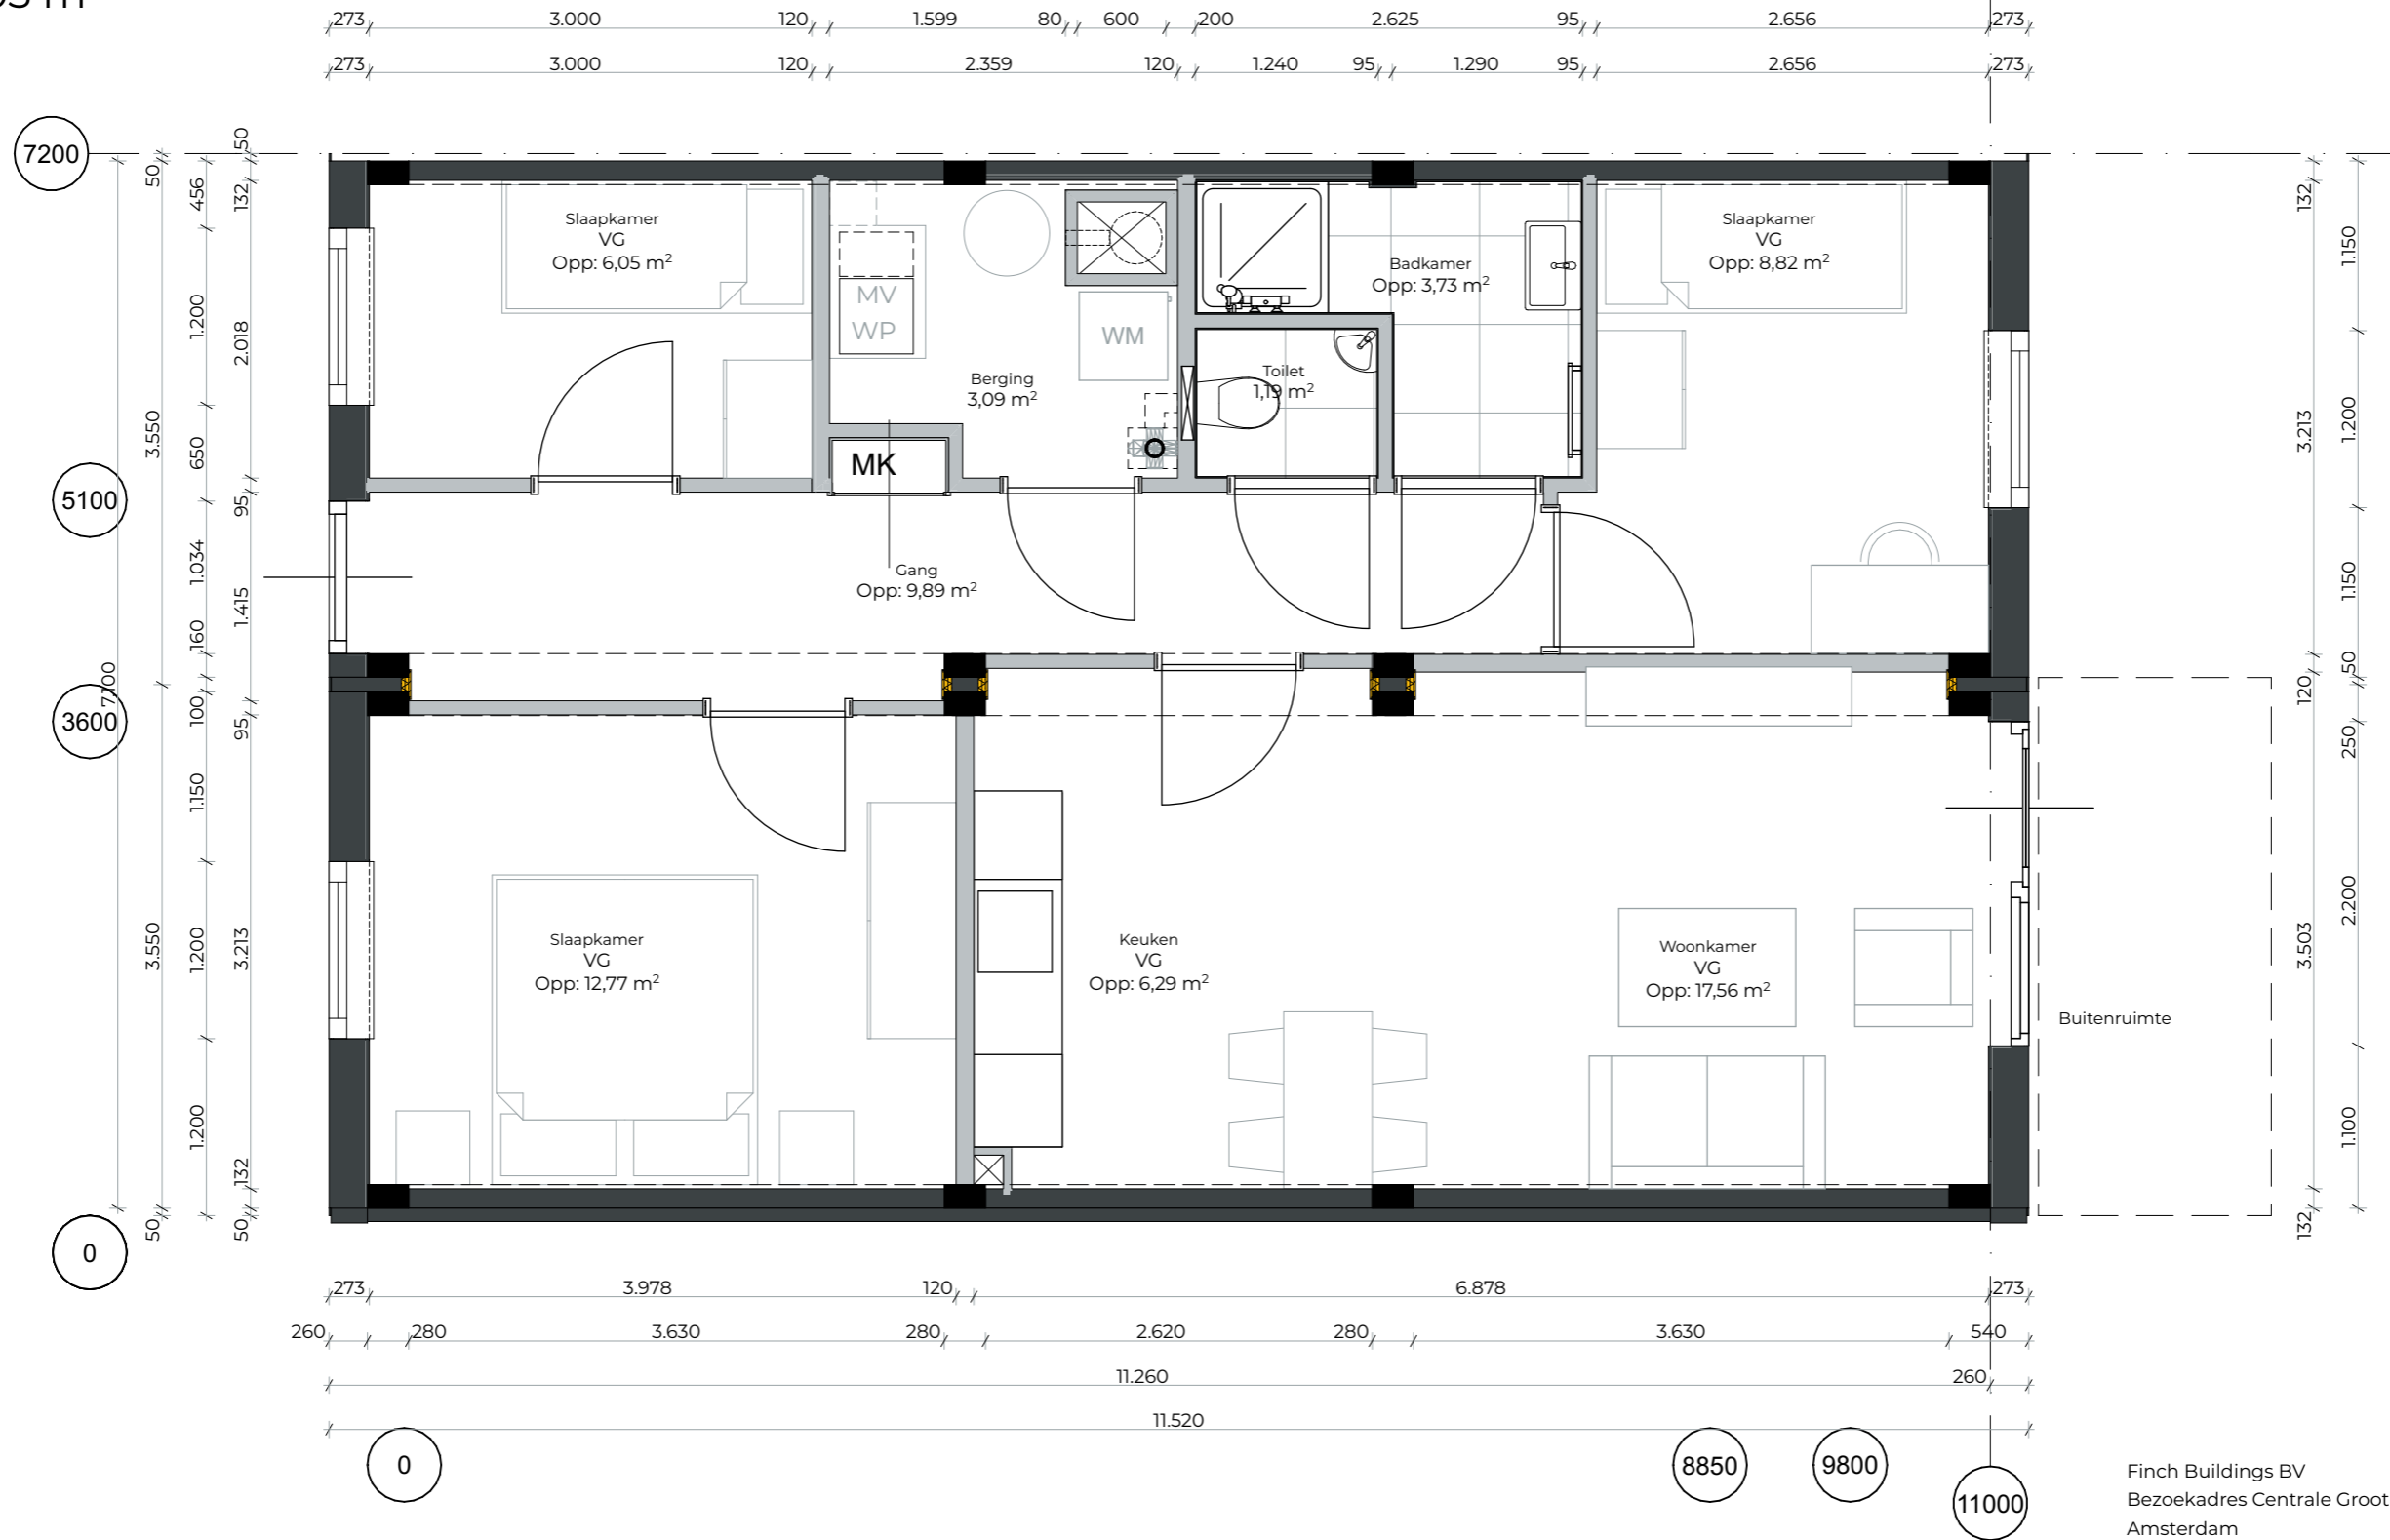 273 3.000 120 1.599 80 600 200 2.625 95 2.656 273
273 3.000 120 2.359 120 1.240 95 1.290 95 2.656 273
7200
5100
3600
0
7.100
50
3.550
3.550
50
456
1.200
650
1.034
160
100
1.150
1.200
1.200
50
132
2.018
95
1.415
95
3.213
132
50
Slaapkamer
VG
Opp: 6,05 m²
MV
WP
WM
Berging
3,09 m²
MK
Badkamer
Opp: 3,73 m²
Toilet
1,19 m²
Slaapkamer
VG
Opp: 8,82 m²
Gang
Opp: 9,89 m²
Slaapkamer
VG
Opp: 12,77 m²
Keuken
VG
Opp: 6,29 m²
Woonkamer
VG
Opp: 17,56 m²
Buitenruimte
132
3.213
120
3.503
132
1.150
1.200
1.150
50
250
2.200
1.100
273 3.978 120 6.878 273
260 280 3.630 280 2.620 280 3.630 540
11.260 260
11.520
0
8850
9800
11000
Finch Buildings BV
Bezoekadres Centrale Groot
Amsterdam